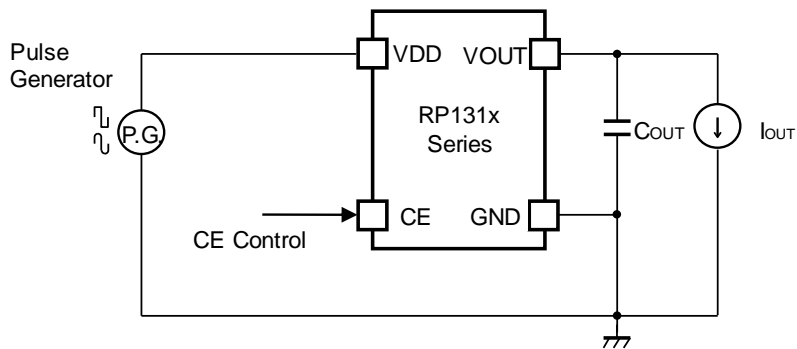 Pulse
Generator
P.G.
VDD
VOUT
RP131x
Series
COUT
IOUT
CE
GND
CE Control